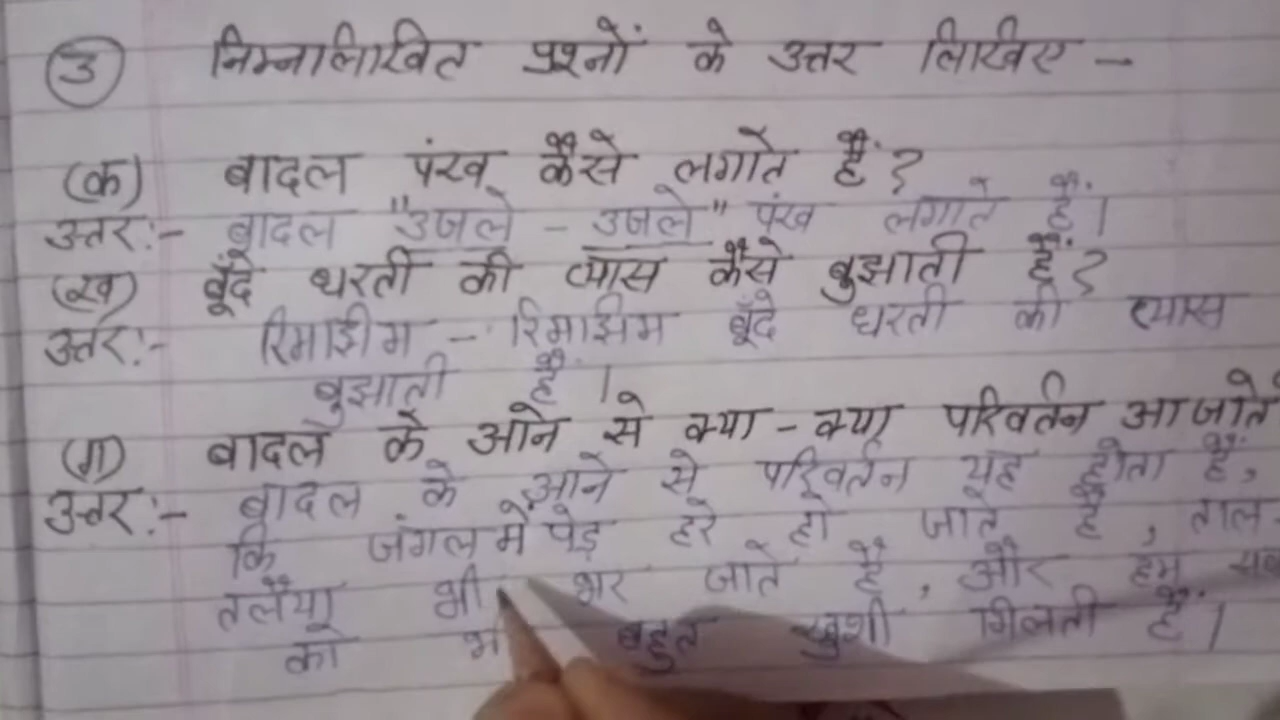 ③ निम्नलिखित प्रश्नों के उत्तर लिखिए –
(क) बादल पंख कैसे लगाते हैं?
उत्तर:- बादल "उजले – उजले" पंख लगाते हैं।
(ख) बूँदे धरती की प्यास कैसे बुझाती हैं?
उत्तर:- रिमझिम – रिमझिम बूँदे धरती की प्यास
बुझाती हैं।
(ग) बादल के आने से क्या – क्या परिवर्तन आ जाते
उत्तर:- बादल के आने से परिवर्तन यह होता है,
कि जंगल में पेड़ हरे हो जाते हैं, ताल
तलैया भी भर जाते हैं, और हम सब
को बहुत खुशी मिलती हैं।